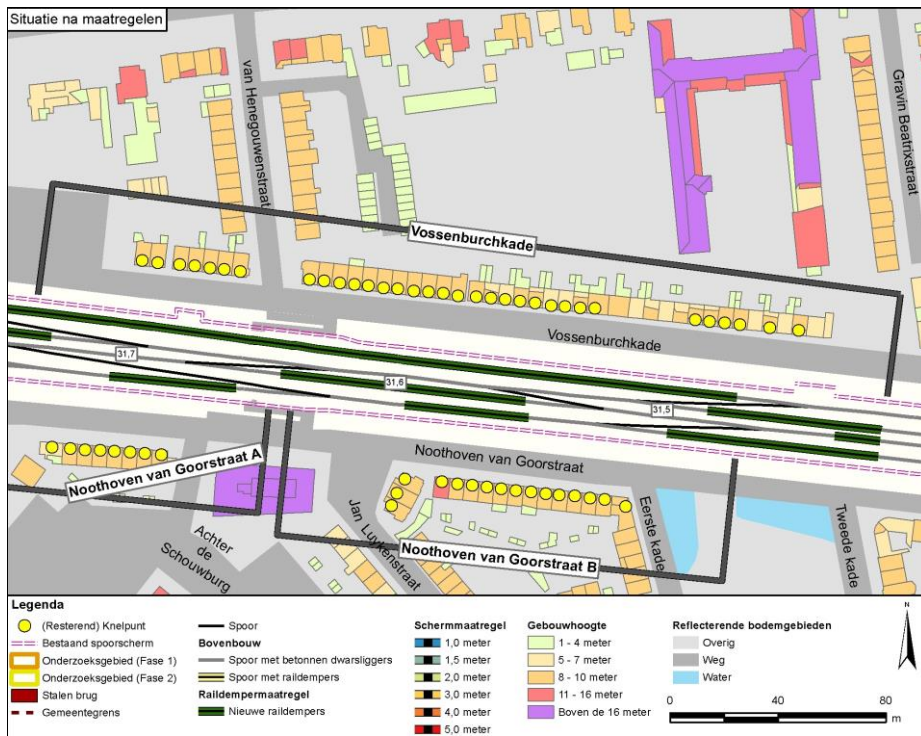 Situatie na maatregelen
van Henegouwenstraat
Gravin Beatrixstraat
Vossenburchkade
Vossenburchkade
31,7
31,6
31,5
Noothoven van Goorstraat A
Noothoven van Goorstraat
Achter
de
Schouwburg
Jan Luykenstraat
Noothoven van Goorstraat B
Eerste kade
Tweede kade
Legenda
(Resterend) Knelpunt
Bestaand spoorscherm
Onderzoeksgebied (Fase 1)
Onderzoeksgebied (Fase 2)
Stalen brug
Gemeentegrens
Spoor
Bovenbouw
Spoor met betonnen dwarsliggers
Spoor met raildempers
Raildempermaatregel
Nieuwe raildempers
Schermmaatregel
1,0 meter
1,5 meter
2,0 meter
3,0 meter
4,0 meter
5,0 meter
Gebouwhoogte
1 - 4 meter
5 - 7 meter
8 - 10 meter
11 - 16 meter
Boven de 16 meter
Reflecterende bodemgebieden
Overig
Weg
Water
N
0 20 40 60 80
m